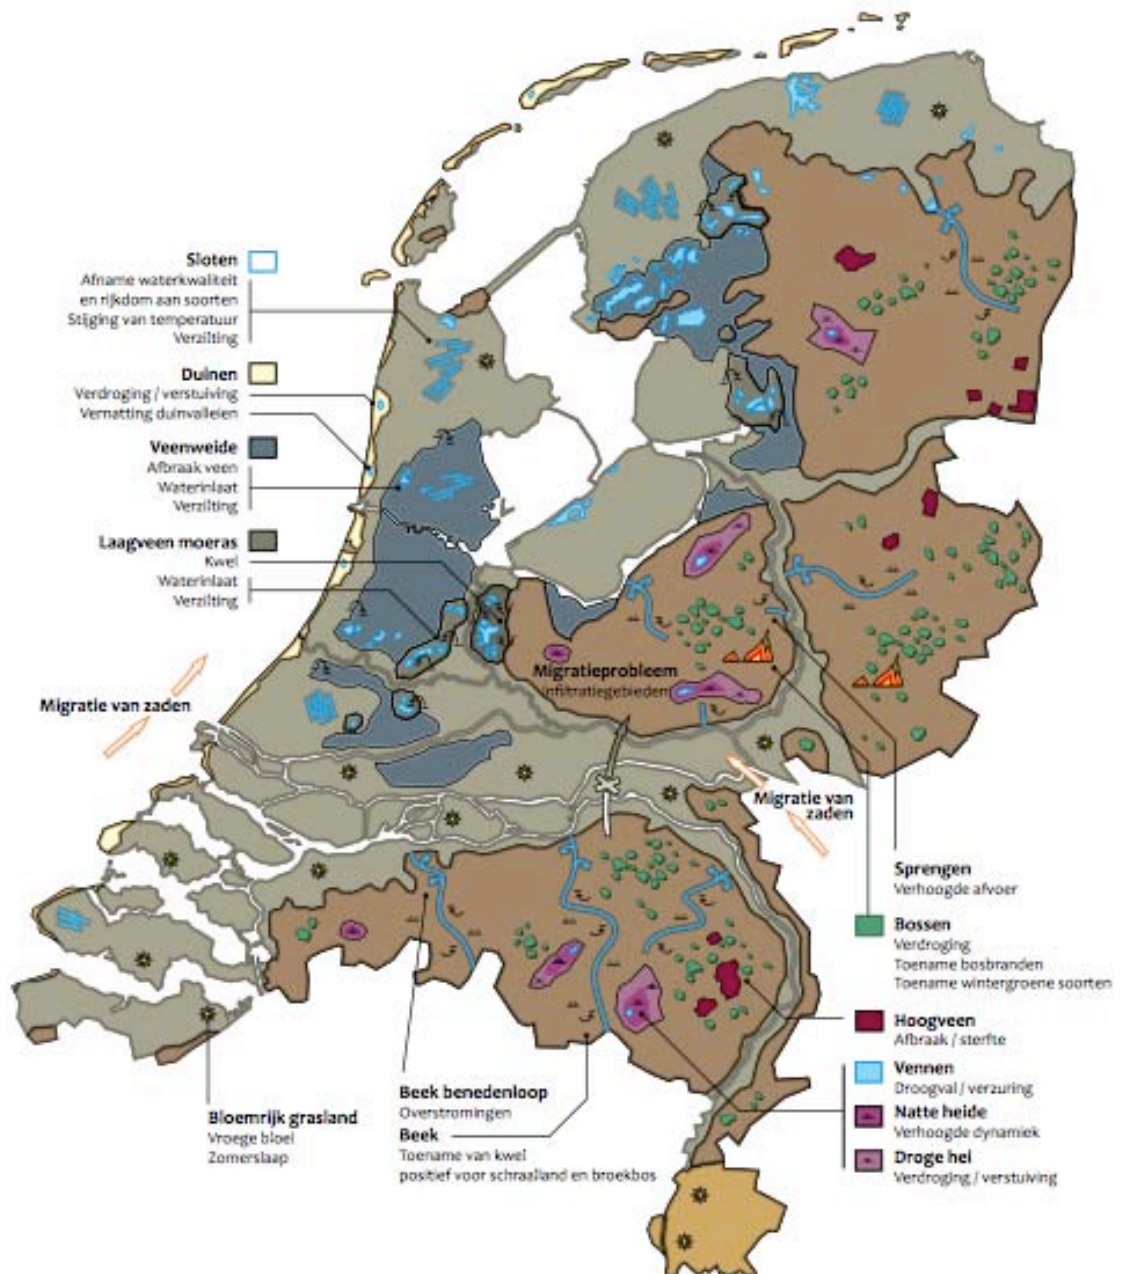 Sloten
Afname waterkwaliteit
en rijkdom aan soorten
Stijging van temperatuur
Verzilting
Duinen
Verdroging / verstuiving
Vernatting duinvalleien
Veenweide
Afbraak veen
Waterinlaat
Verzilting
Laagveen moeras
Kwel
Waterinlaat
Verzilting
Migratie van zaden
Migratieprobleem
infiltratiegebieden
Migratie van
zaden
Sprengen
Verhoogde afvoer
Bossen
Verdroging
Toename bosbranden
Toename wintergroene soorten
Hoogveen
Afbraak / sterfte
Vennen
Droogval / verzuring
Natte heide
Verhoogde dynamiek
Droge hei
Verdroging / verstuiving
Beek benedenloop
Overstromingen
Beek
Toename van kwel
positief voor schraalland en broekbos
Bloemrijk grasland
Vroege bloei
Zomerslaap